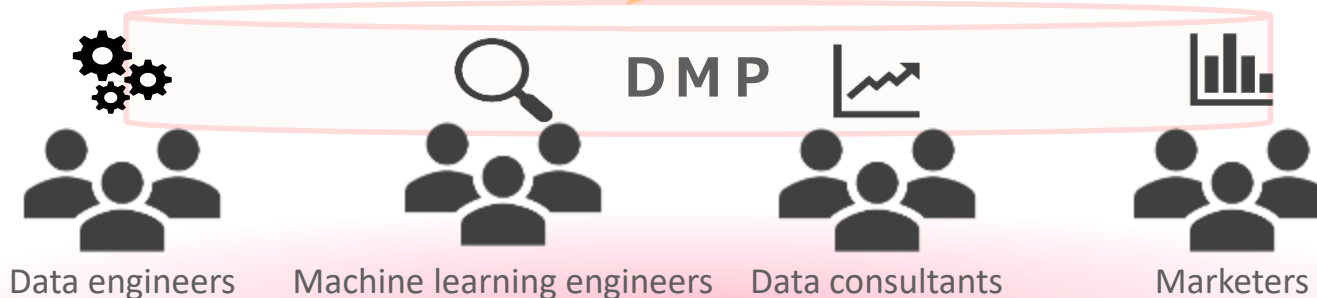 DMP
Data engineers
Machine learning engineers
Data consultants
Marketers